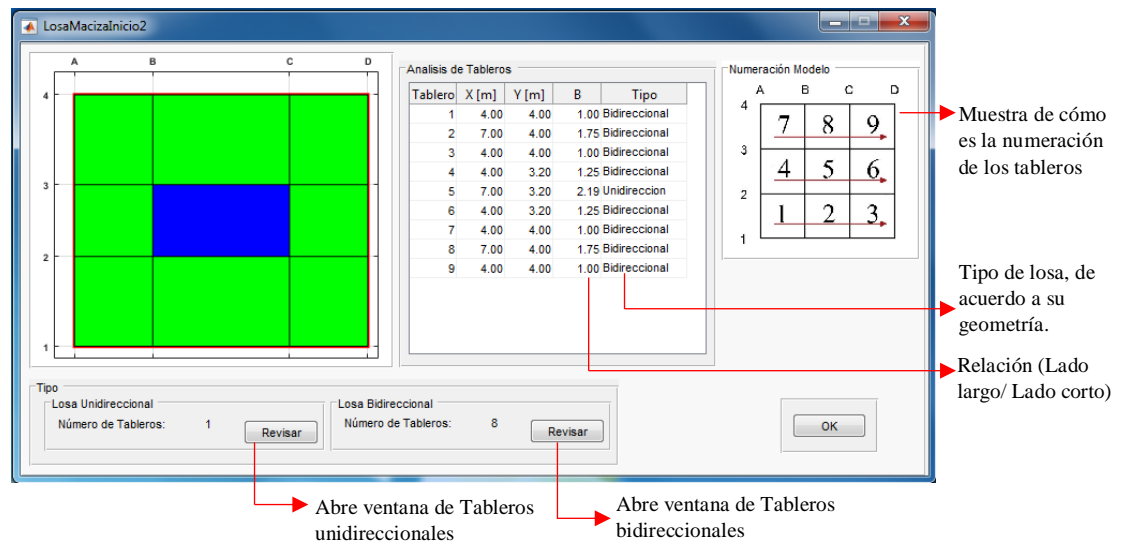 LosaMacizaInicio2
A B C D
4
3
2
1
Analisis de Tableros
Tablero X [m] Y [m] B Tipo
1 4.00 4.00 1.00 Bidireccional
2 7.00 4.00 1.75 Bidireccional
3 4.00 4.00 1.00 Bidireccional
4 4.00 3.20 1.25 Bidireccional
5 7.00 3.20 2.19 Unidireccion
6 4.00 3.20 1.25 Bidireccional
7 4.00 4.00 1.00 Bidireccional
8 7.00 4.00 1.75 Bidireccional
9 4.00 4.00 1.00 Bidireccional
Numeración Modelo
A B C D
4
7 8 9
3
4 5 6
2
1 2 3
1
Muestra de cómo
es la numeración
de los tableros
Tipo de losa, de
acuerdo a su
geometría.
Relación (Lado
largo/ Lado corto)
Tipo
Losa Unidireccional
Número de Tableros: 1
Revisar
Losa Bidireccional
Número de Tableros: 8
Revisar
OK
Abre ventana de Tableros
unidireccionales
Abre ventana de Tableros
bidireccionales